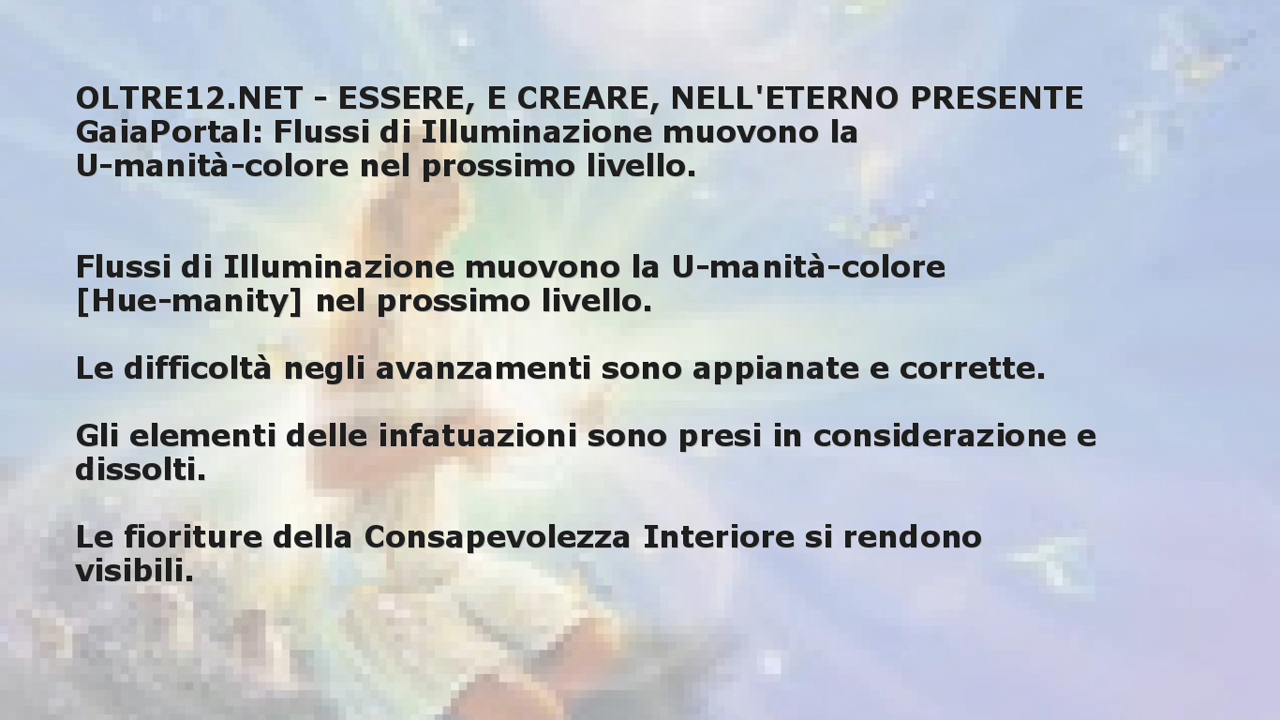 OLTRE12.NET - ESSERE, E CREARE, NELL'ETERNO PRESENTE
GaiaPortal: Flussi di Illuminazione muovono la
U-manità-colore nel prossimo livello.
Flussi di Illuminazione muovono la U-manità-colore
[Hue-manity] nel prossimo livello.
Le difficoltà negli avanzamenti sono appianate e corrette.
Gli elementi delle infatuazioni sono presi in considerazione e
dissolti.
Le fioriture della Consapevolezza Interiore si rendono
visibili.